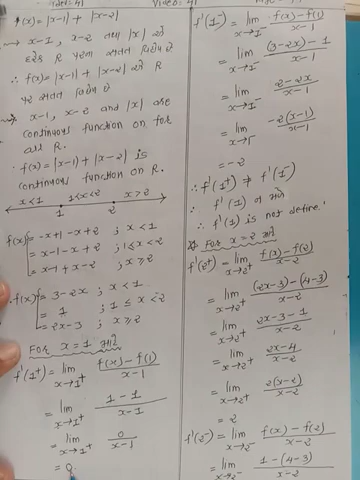 f(x) = |x-1| + |x-2|
→ x-1, x-2 તથા |x| એ
દરેક R પરના સતત વિધેય છે
∴ f(x) = |x-1| + |x-2| એ R
પર સતત વિધેય છે
→ x-1, x-2 and |x| are
continuous function on for
all R.
∴ f(x) = |x-1| + |x-2| is
continuous function on R.
x<1 1<x<2 x>2
1 2
f(x) = -x+1-x+2 ; x<1
= x-1-x+2 ; 1≤x<2
= x-1+x-2 ; x≥2
∴ f(x) = 3-2x ; x<1
= 1 ; 1≤x<2
= 2x-3 ; x≥2
For x=1 માટે
f'(1⁺) = lim x→1⁺ f(x)-f(1) / x-1
= lim x→1⁺ 1-1 / x-1
= lim x→1⁺ 0 / x-1
= 0
f'(1⁻) = lim x→1⁻ f(x)-f(1) / x-1
= lim x→1⁻ (3-2x)-1 / x-1
= lim x→1⁻ 2-2x / x-1
= lim x→1⁻ -2(x-1) / x-1
= -2
∴ f'(1⁺) ≠ f'(1⁻)
∴ f'(1) ન મળે
∴ f'(1) is not define.
For x=2 માટે
f'(2⁺) = lim x→2⁺ f(x)-f(2) / x-2
= lim x→2⁺ (2x-3)-(4-3) / x-2
= lim x→2⁺ 2x-3-1 / x-2
= lim x→2⁺ 2x-4 / x-2
= lim x→2⁺ 2(x-2) / x-2
= 2
f'(2⁻) = lim x→2⁻ f(x)-f(2) / x-2
= lim x→2⁻ 1-(4-3) / x-2